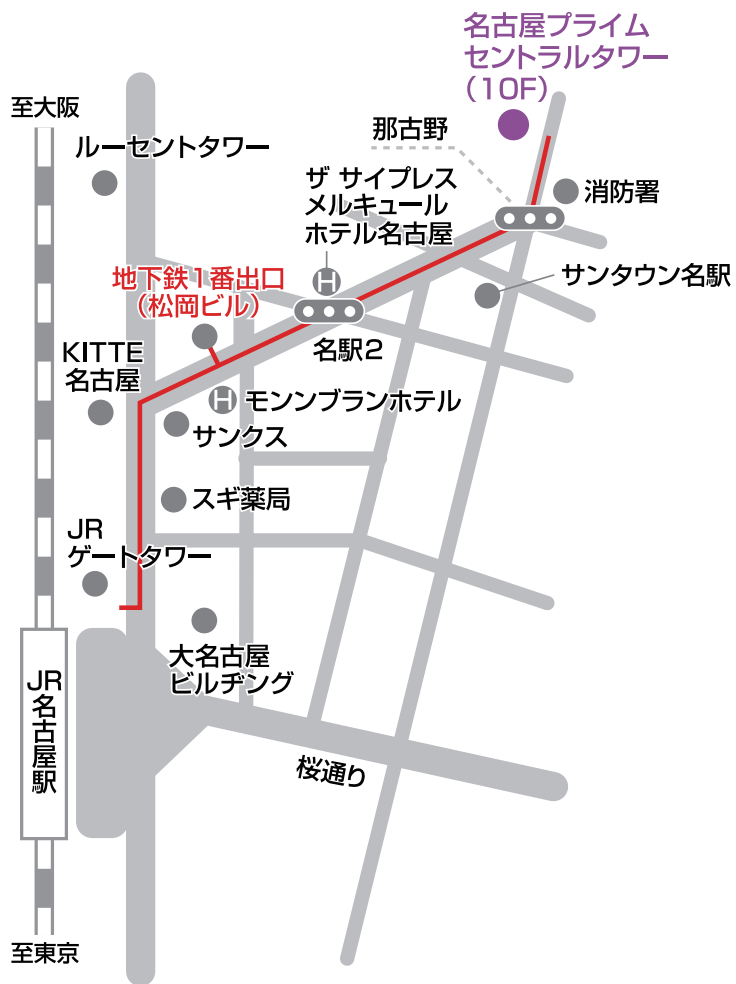 名古屋プライム
セントラルタワー
（10F）
至大阪
那古野
ルーセントタワー
ザ サイプレス
メルキュール
ホテル名古屋
消防署
地下鉄1番出口
（松岡ビル）
H
サンタウン名駅
KITTE
名古屋
名駅2
H
モンンブランホテル
サンクス
スギ薬局
JR
ゲートタワー
大名古屋
ビルヂング
JR名古屋駅
桜通り
至東京